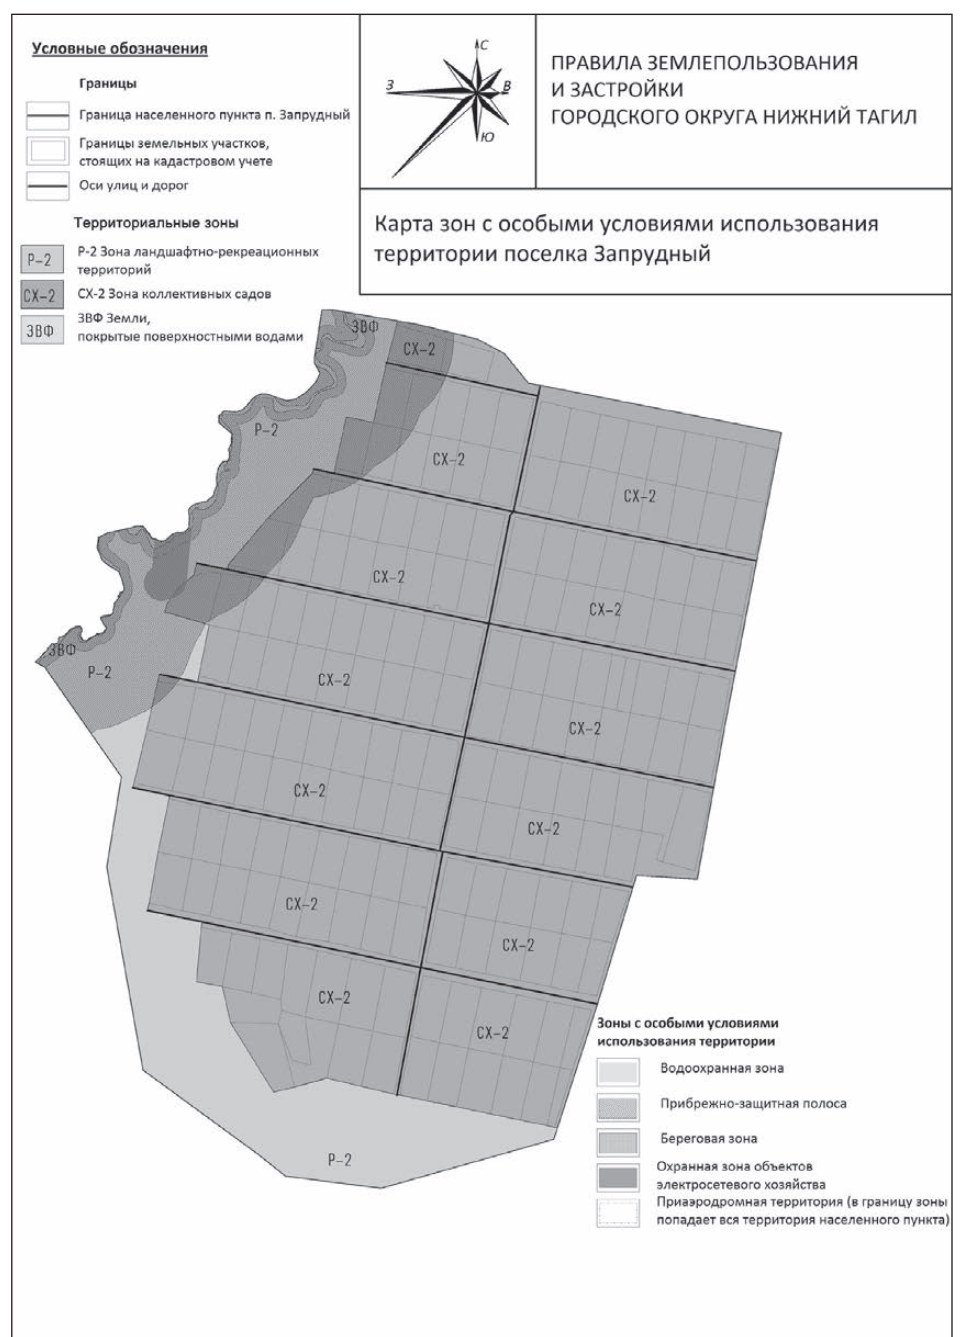 Условные обозначения
Границы
Граница населенного пункта п. Запрудный
Границы земельных участков,
стоящих на кадастровом учете
Оси улиц и дорог
Территориальные зоны
Р-2
Р-2 Зона ландшафтно-рекреационных
территорий
СХ-2
СХ-2 Зона коллективных садов
ЗВФ
ЗВФ Земли,
покрытые поверхностными водами
С
З
В
Ю
ПРАВИЛА ЗЕМЛЕПОЛЬЗОВАНИЯ
И ЗАСТРОЙКИ
ГОРОДСКОГО ОКРУГА НИЖНИЙ ТАГИЛ
Карта зон с особыми условиями использования
территории поселка Запрудный
ЗВФ
СХ-2
Р-2
СХ-2
СХ-2
СХ-2
СХ-2
ЗВФ
Р-2
СХ-2
СХ-2
СХ-2
СХ-2
СХ-2
СХ-2
СХ-2
СХ-2
Р-2
Зоны с особыми условиями
использования территории
Водоохранная зона
Прибрежно-защитная полоса
Береговая зона
Охранная зона объектов
электросетевого хозяйства
Приаэродромная территория (в границу зоны
попадает вся территория населенного пункта)